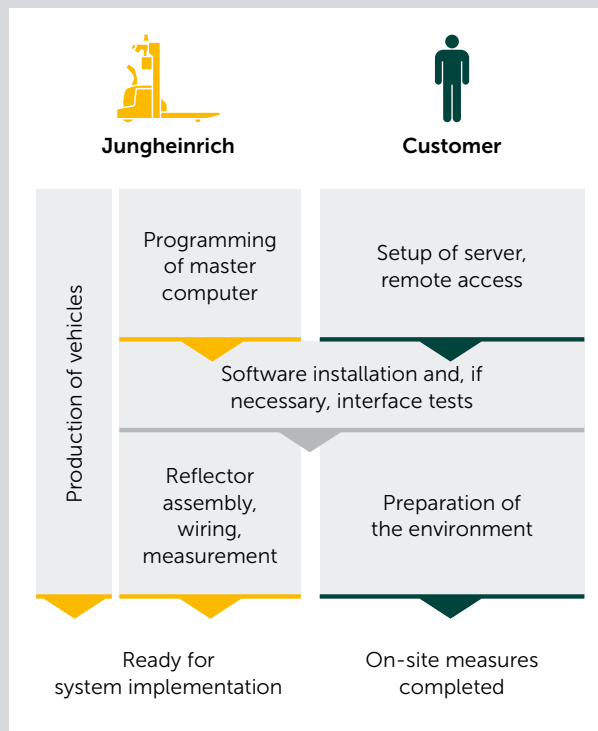 Jungheinrich
Customer
Production of vehicles
Programming
of master
computer
Setup of server,
remote access
Software installation and, if
necessary, interface tests
Reflector
assembly,
wiring,
measurement
Preparation of
the environment
Ready for
system implementation
On-site measures
completed